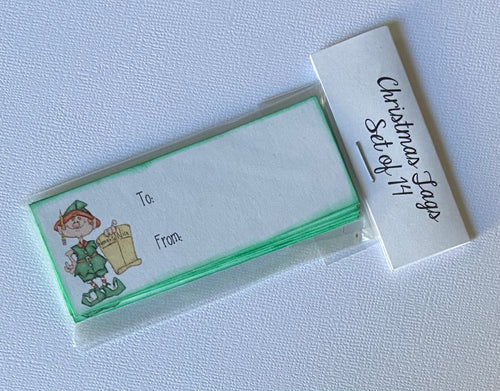 Christmas Tags
Set of 14
To:
From: